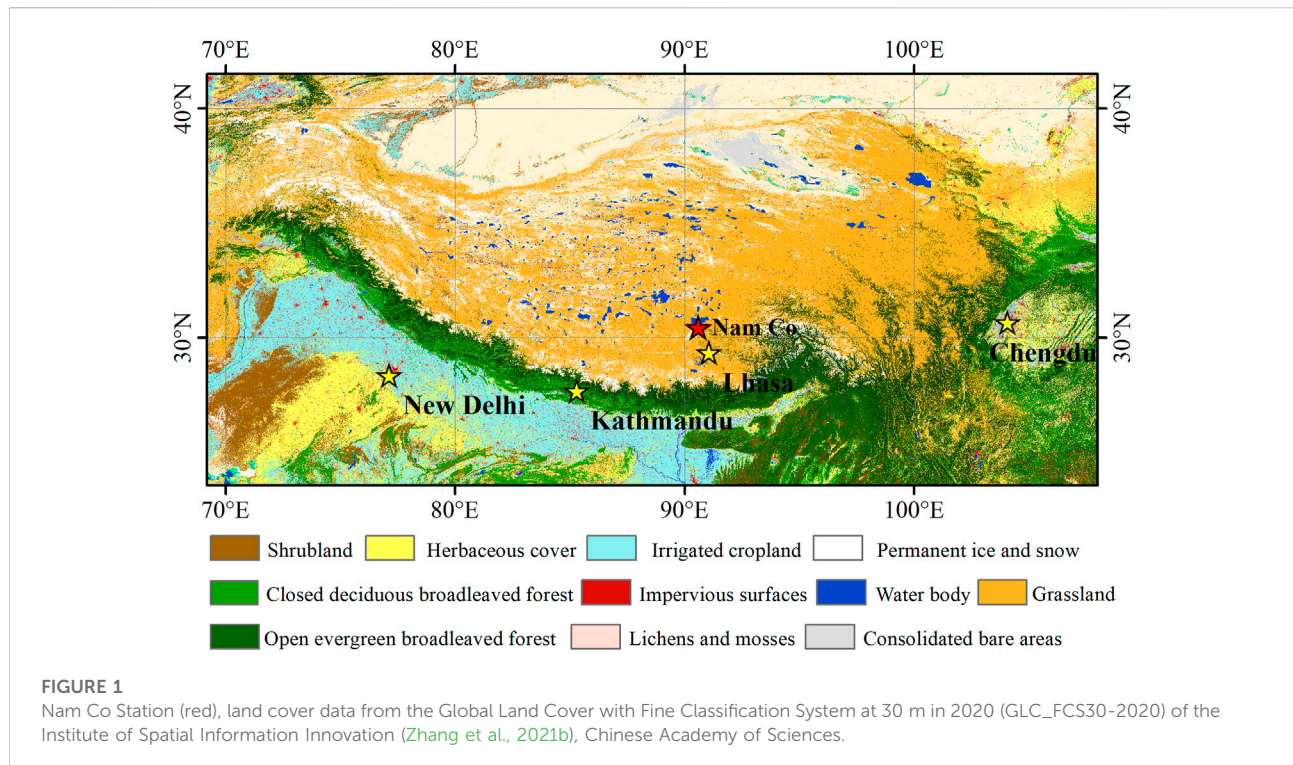 70°E 80°E 90°E 100°E
40°N 40°N
30°N 30°N
Nam Co
Chengdu
Lhasa
New Delhi
Kathmandu
70°E 80°E 90°E 100°E
Shrubland Herbaceous cover Irrigated cropland Permanent ice and snow
Closed deciduous broadleaved forest Impervious surfaces Water body Grassland
Open evergreen broadleaved forest Lichens and mosses Consolidated bare areas
FIGURE 1
Nam Co Station (red), land cover data from the Global Land Cover with Fine Classification System at 30 m in 2020 (GLC_FCS30-2020) of the
Institute of Spatial Information Innovation (Zhang et al., 2021b), Chinese Academy of Sciences.